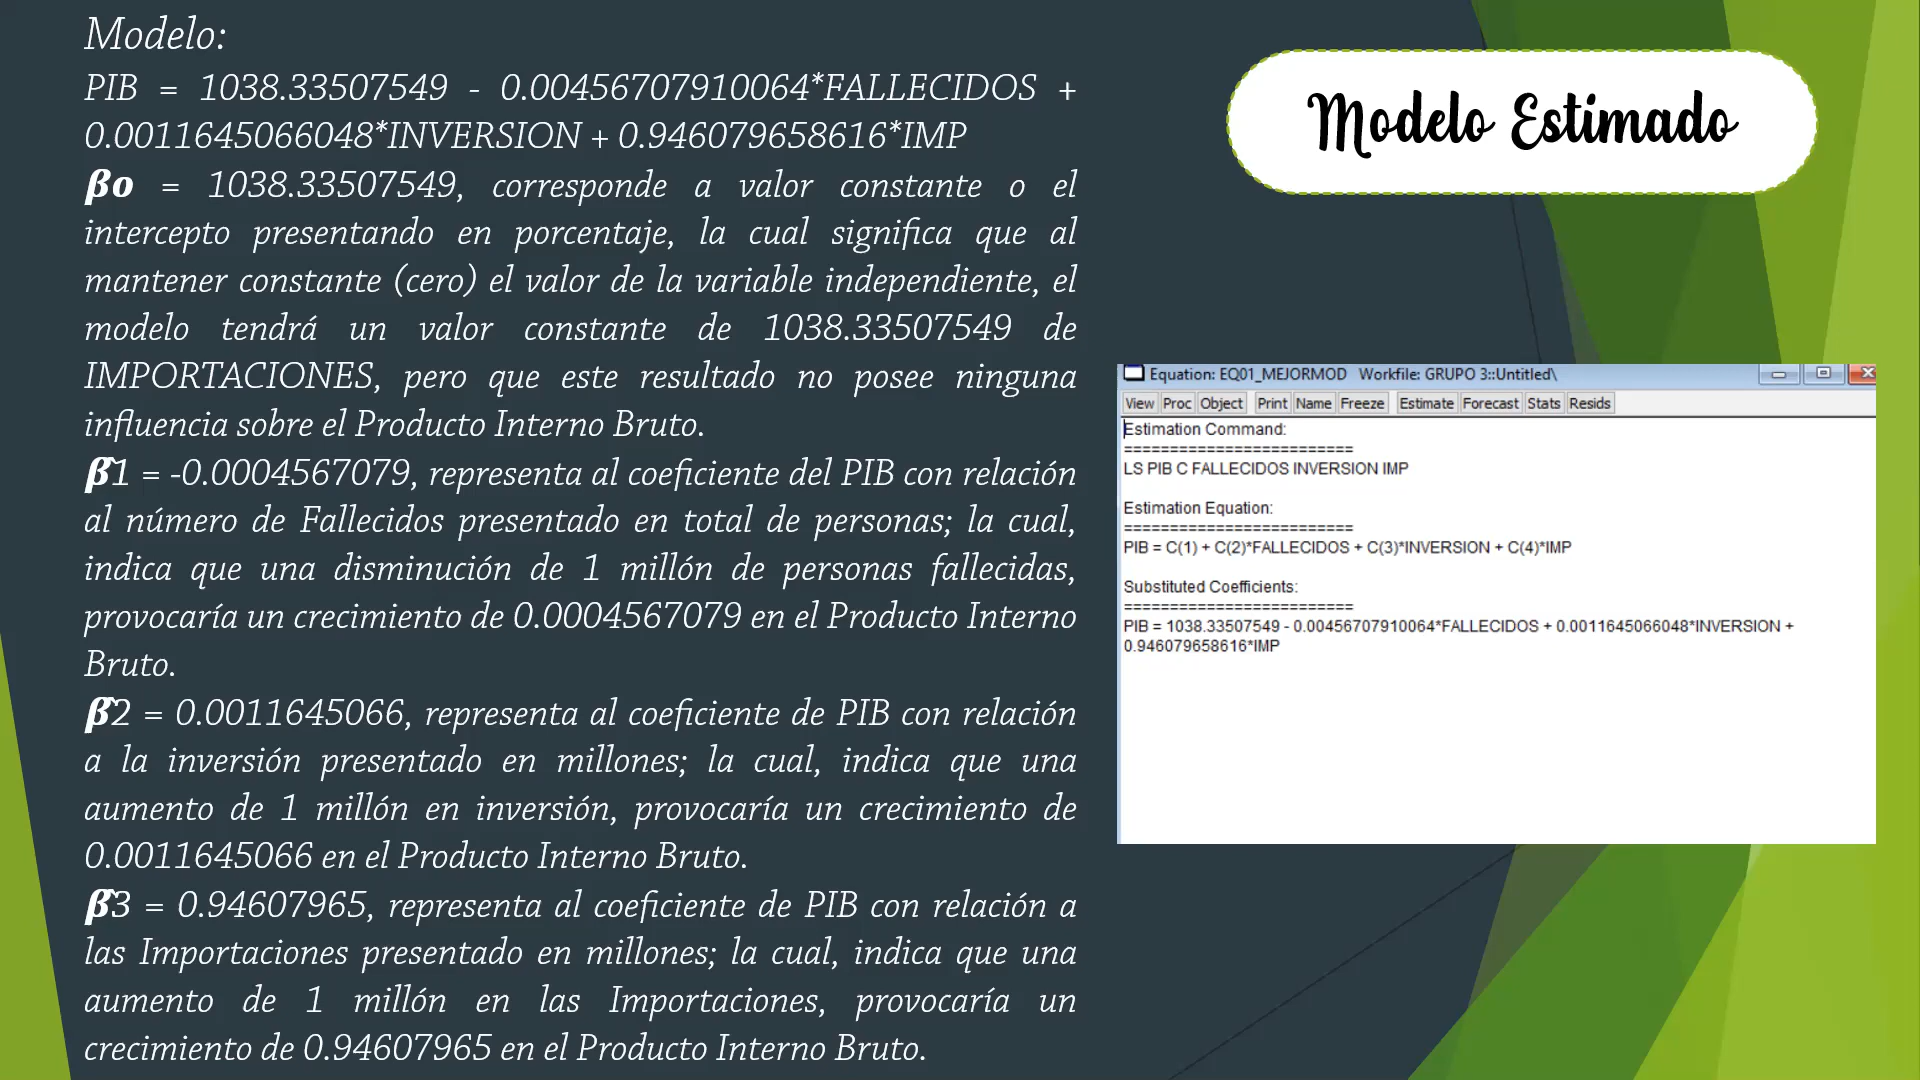 Modelo:
PIB = 1038.33507549 - 0.00456707910064*FALLECIDOS +
0.0011645066048*INVERSION + 0.946079658616*IMP
βo = 1038.33507549, corresponde a valor constante o el
intercepto presentando en porcentaje, la cual significa que al
mantener constante (cero) el valor de la variable independiente, el
modelo tendrá un valor constante de 1038.33507549 de
IMPORTACIONES, pero que este resultado no posee ninguna
influencia sobre el Producto Interno Bruto.
β̂1 = -0.0004567079, representa al coeficiente del PIB con relación
al número de Fallecidos presentado en total de personas; la cual,
indica que una disminución de 1 millón de personas fallecidas,
provocaría un crecimiento de 0.0004567079 en el Producto Interno
Bruto.
β̂2 = 0.0011645066, representa al coeficiente de PIB con relación
a la inversión presentado en millones; la cual, indica que una
aumento de 1 millón en inversión, provocaría un crecimiento de
0.0011645066 en el Producto Interno Bruto.
β̂3 = 0.94607965, representa al coeficiente de PIB con relación a
las Importaciones presentado en millones; la cual, indica que una
aumento de 1 millón en las Importaciones, provocaría un
crecimiento de 0.94607965 en el Producto Interno Bruto.
Modelo Estimado
Equation: EQ01_MEJORMOD Workfile: GRUPO 3::Untitled\
View Proc Object Print Name Freeze Estimate Forecast Stats Resids
Estimation Command:
=========================
LS PIB C FALLECIDOS INVERSION IMP
Estimation Equation:
=========================
PIB = C(1) + C(2)*FALLECIDOS + C(3)*INVERSION + C(4)*IMP
Substituted Coefficients:
=========================
PIB = 1038.33507549 - 0.00456707910064*FALLECIDOS + 0.0011645066048*INVERSION +
0.946079658616*IMP